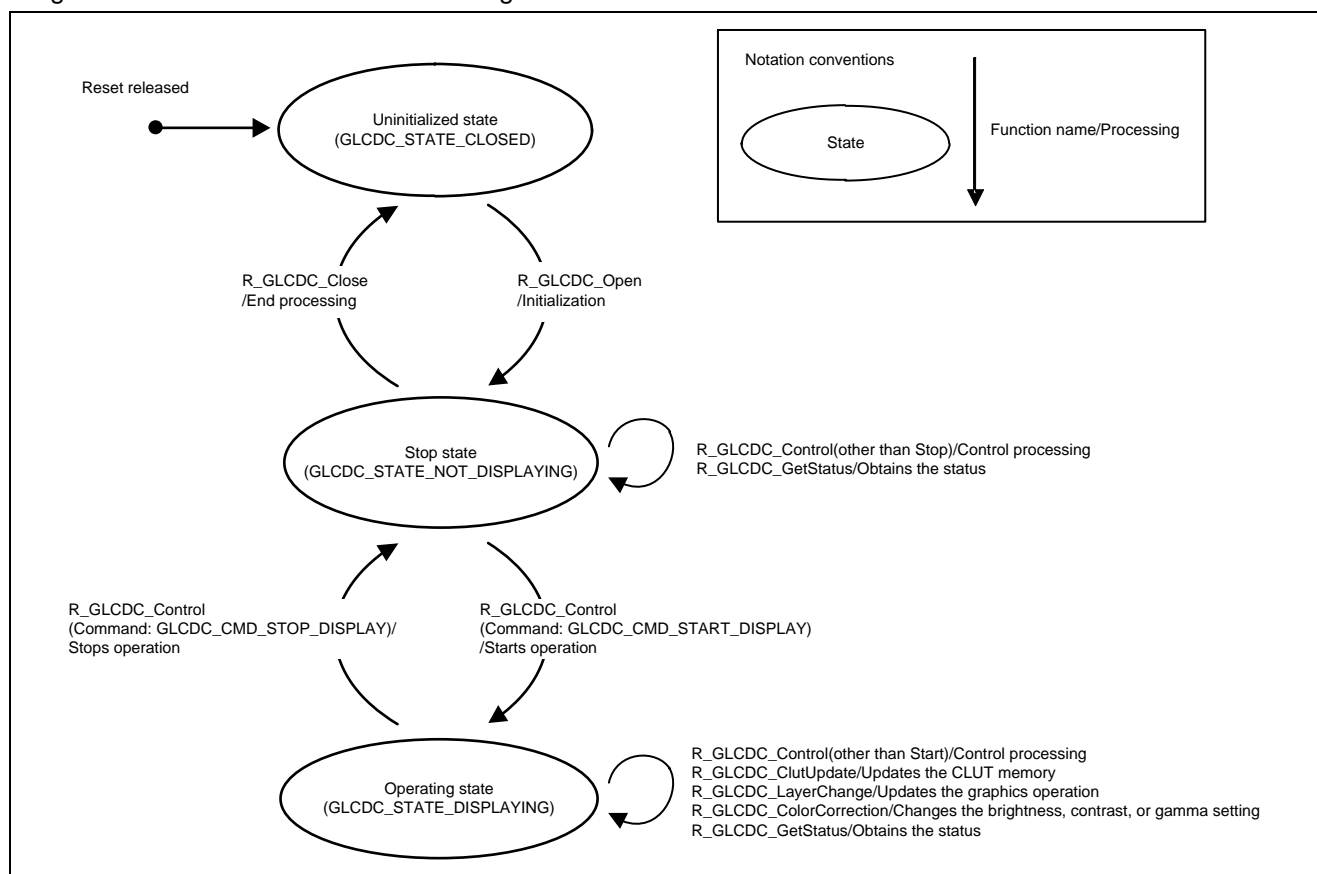 Notation conventions
State
Function name/Processing
Reset released
Uninitialized state
(GLCDC_STATE_CLOSED)
R_GLCDC_Close
/End processing
R_GLCDC_Open
/Initialization
Stop state
(GLCDC_STATE_NOT_DISPLAYING)
R_GLCDC_Control(other than Stop)/Control processing
R_GLCDC_GetStatus/Obtains the status
R_GLCDC_Control
(Command: GLCDC_CMD_STOP_DISPLAY)/
Stops operation
R_GLCDC_Control
(Command: GLCDC_CMD_START_DISPLAY)
/Starts operation
Operating state
(GLCDC_STATE_DISPLAYING)
R_GLCDC_Control(other than Start)/Control processing
R_GLCDC_ClutUpdate/Updates the CLUT memory
R_GLCDC_LayerChange/Updates the graphics operation
R_GLCDC_ColorCorrection/Changes the brightness, contrast, or gamma setting
R_GLCDC_GetStatus/Obtains the status